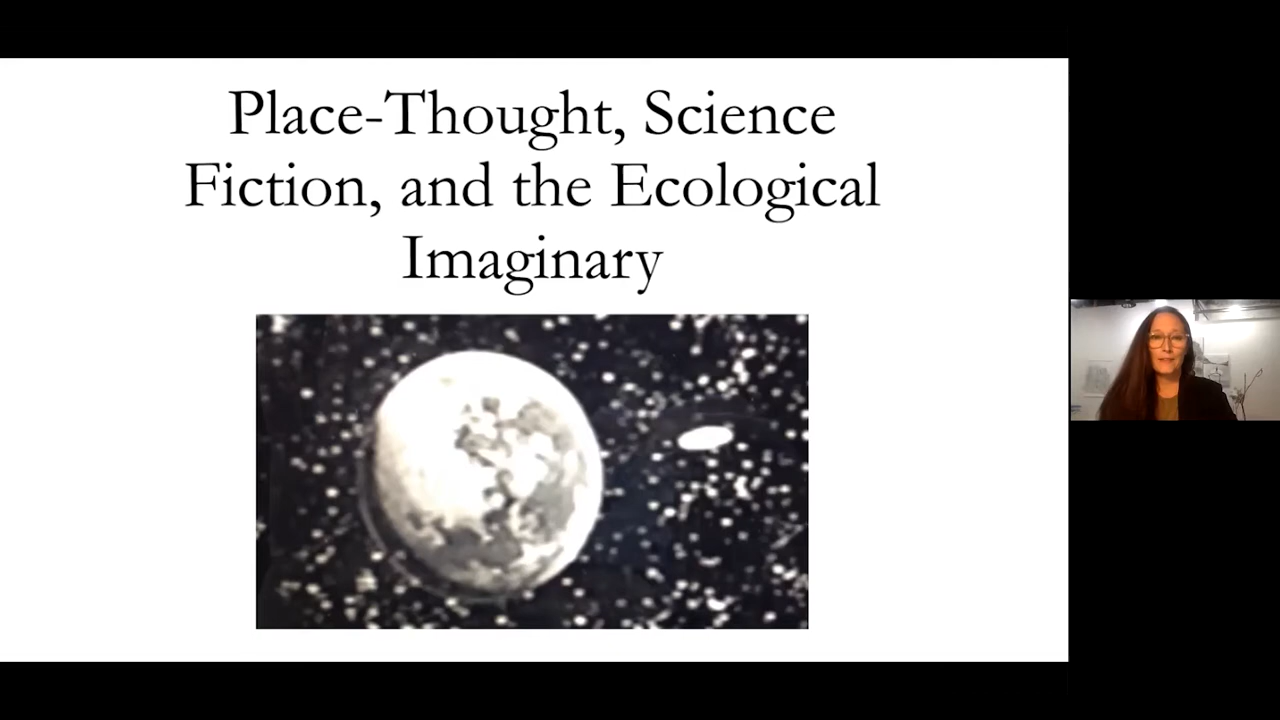 Place-Thought, Science
Fiction, and the Ecological
Imaginary